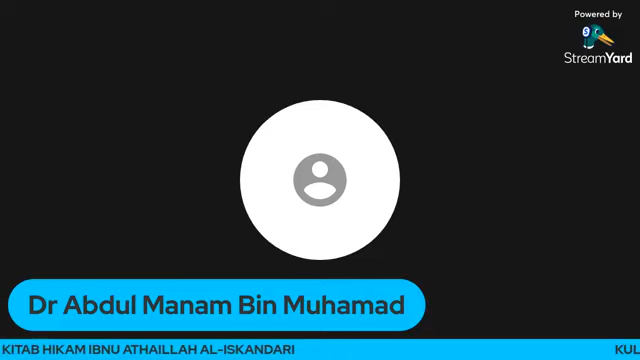 Powered by
StreamYard
Dr Abdul Manam Bin Muhamad
KITAB HIKAM IBNU ATHAILLAH AL-ISKANDARI KUL